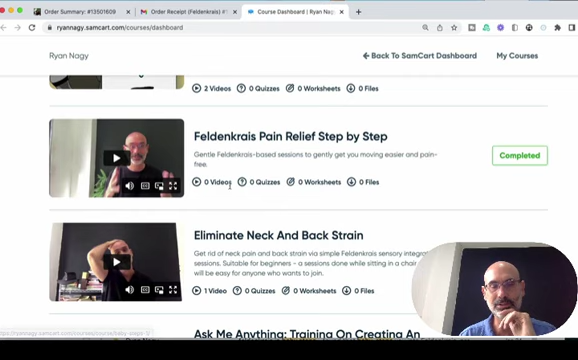 Order Summary: #13501609
Order Receipt (Feldenkrais) #1
Course Dashboard | Ryan Nagy
ryannagy.samcart.com/courses/dashboard
Ryan Nagy
Back To SamCart Dashboard
My Courses
2 Videos 0 Quizzes 0 Worksheets 0 Files
Feldenkrais Pain Relief Step by Step
Gentle Feldenkrais-based sessions to gently get you moving easier and pain-
free.
Completed
0 Videos 0 Quizzes 0 Worksheets 0 Files
Eliminate Neck And Back Strain
Get rid of neck pain and back strain via simple Feldenkrais sensory integrat
sessions. Suitable for beginners - a sessions done while sitting in a chair
will be easy for anyone who wants to join.
1 Video 0 Quizzes 0 Worksheets 0 Files
Ask Me Anything: Training On Creating An